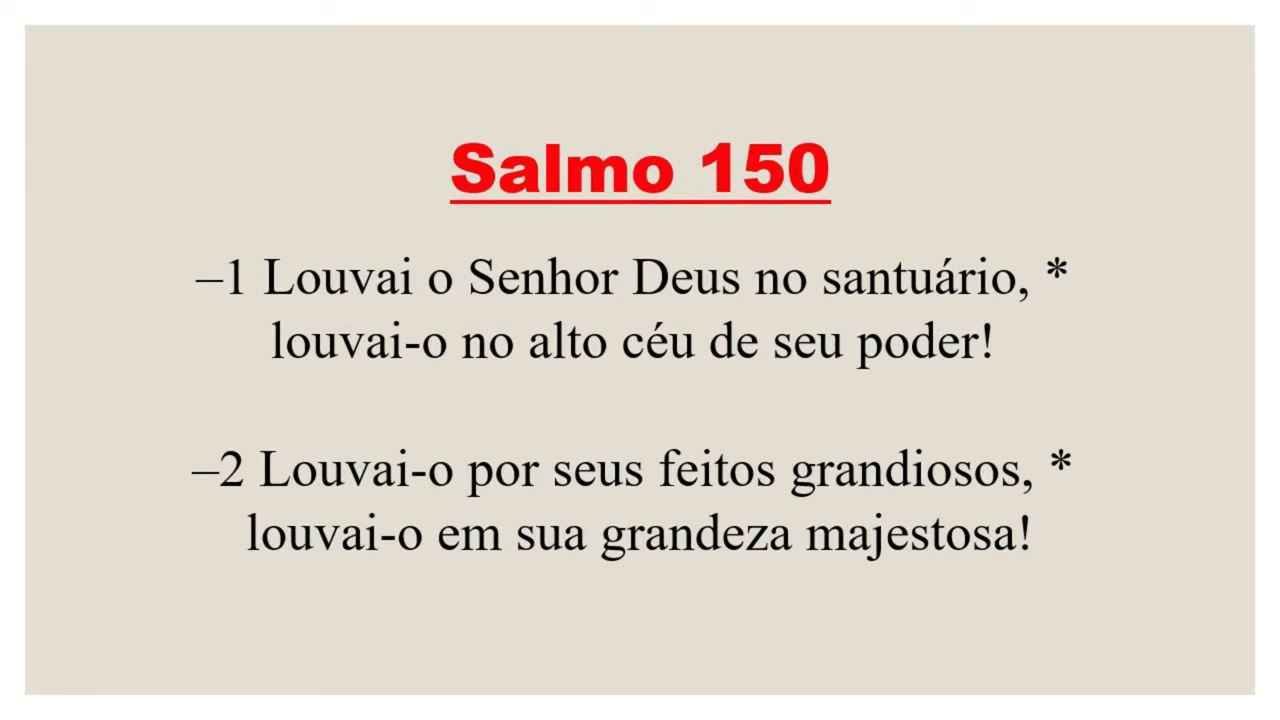 Salmo 150
–1 Louvai o Senhor Deus no santuário, *
louvai-o no alto céu de seu poder!
–2 Louvai-o por seus feitos grandiosos, *
louvai-o em sua grandeza majestosa!